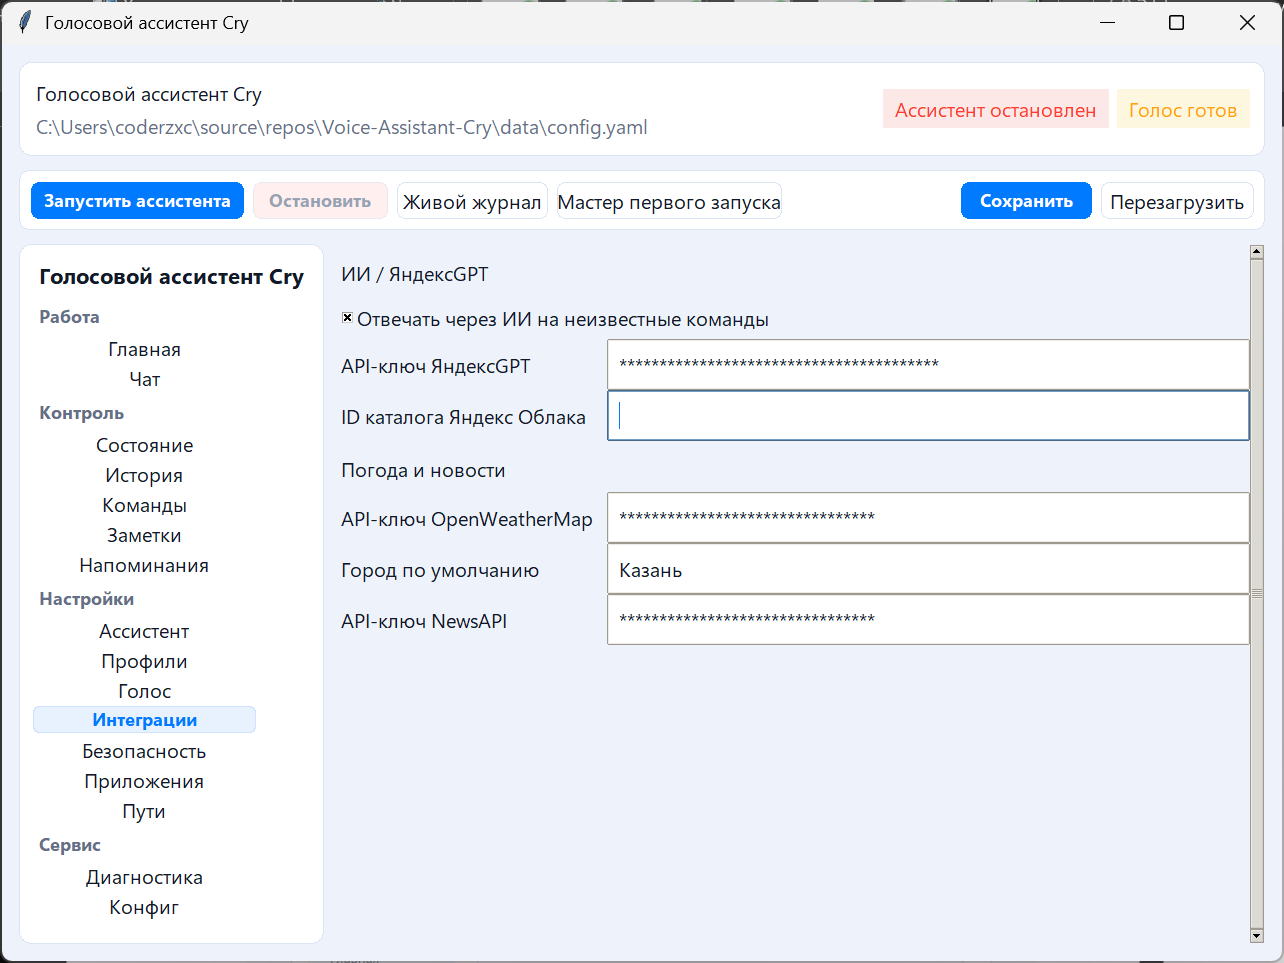 Голосовой ассистент Cry
Голосовой ассистент Cry
C:\Users\coderzxc\source\repos\Voice-Assistant-Cry\data\config.yaml
Ассистент остановлен
Голос готов
Запустить ассистента
Остановить
Живой журнал
Мастер первого запуска
Сохранить
Перезагрузить
Голосовой ассистент Cry
Работа
Главная
Чат
Контроль
Состояние
История
Команды
Заметки
Напоминания
Настройки
Ассистент
Профили
Голос
Интеграции
Безопасность
Приложения
Пути
Сервис
Диагностика
Конфиг
ИИ / ЯндексGPT
Отвечать через ИИ на неизвестные команды
API-ключ ЯндексGPT
****************************************
ID каталога Яндекс Облака
Погода и новости
API-ключ OpenWeatherMap
********************************
Город по умолчанию
Казань
API-ключ NewsAPI
********************************